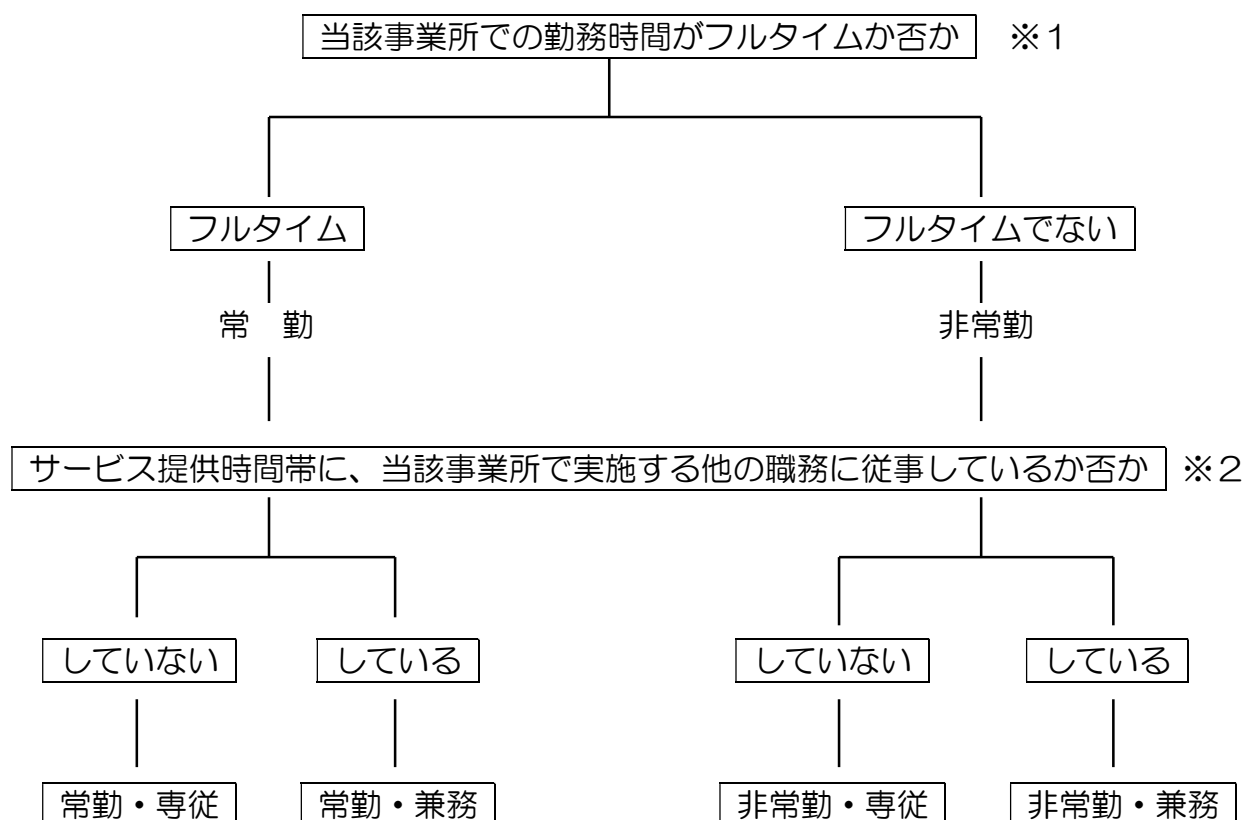 当該事業所での勤務時間がフルタイムか否か ※1
フルタイム フルタイムでない
常 勤 非常勤
サービス提供時間帯に、当該事業所で実施する他の職務に従事しているか否か ※2
していない している していない している
常勤・専従 常勤・兼務 非常勤・専従 非常勤・兼務